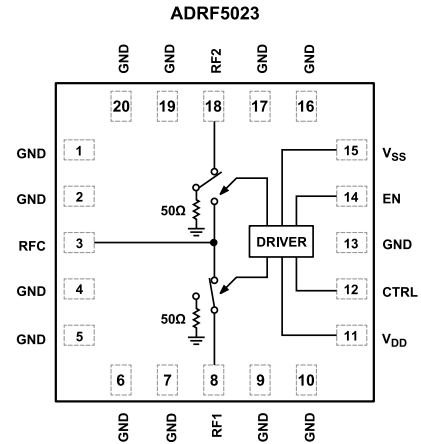 ADRF5023
GND GND RF2 GND GND
20 19 18 17 16
GND 1
GND 2
RFC 3
GND 4
GND 5
50Ω
50Ω
DRIVER
15 VSS
14 EN
13 GND
12 CTRL
11 VDD
6 7 8 9 10
GND GND RF1 GND GND